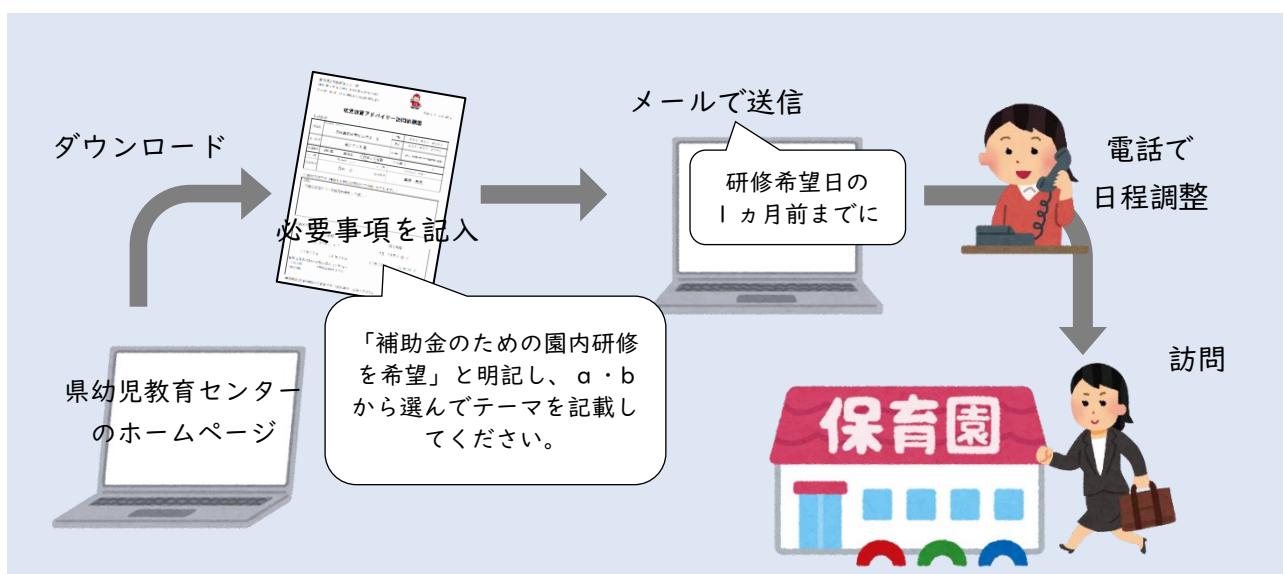 ダウンロード
県幼児教育センター
のホームページ
必要事項を記入
「補助金のための園内研修
を希望」と明記し、a・b
から選んでテーマを記載し
てください。
メールで送信
研修希望日の
1ヵ月前までに
電話で
日程調整
訪問
保育園